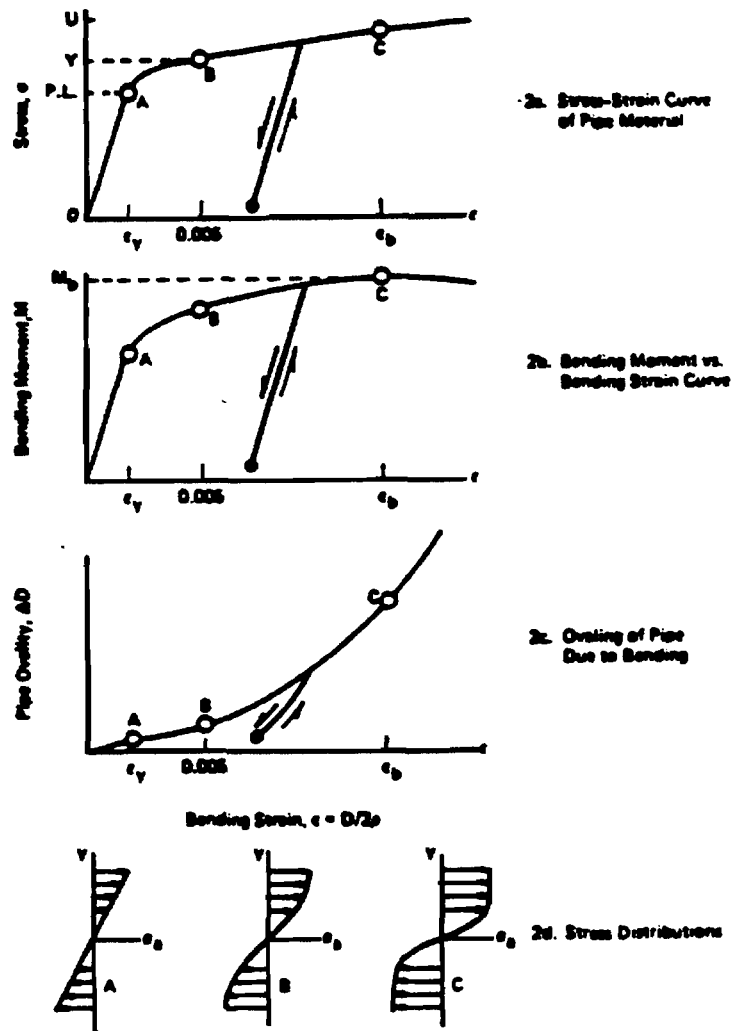 U
Y
P.L.
Stress, σ
A
B
C
2a. Stress-Strain Curve
of Pipe Material
0
ϵy
0.005
ϵb
ϵ
Mb
Bending Moment, M
A
B
C
2b. Bending Moment vs.
Bending Strain Curve
ϵy
0.005
ϵb
ϵ
Pipe Ovality, ΔD
A
B
C
2c. Ovaling of Pipe
Due to Bending
ϵy
0.005
ϵb
ϵ
Bending Strain, ϵ = D/2ρ
Y
Y
Y
A
B
C
2d. Stress Distributions